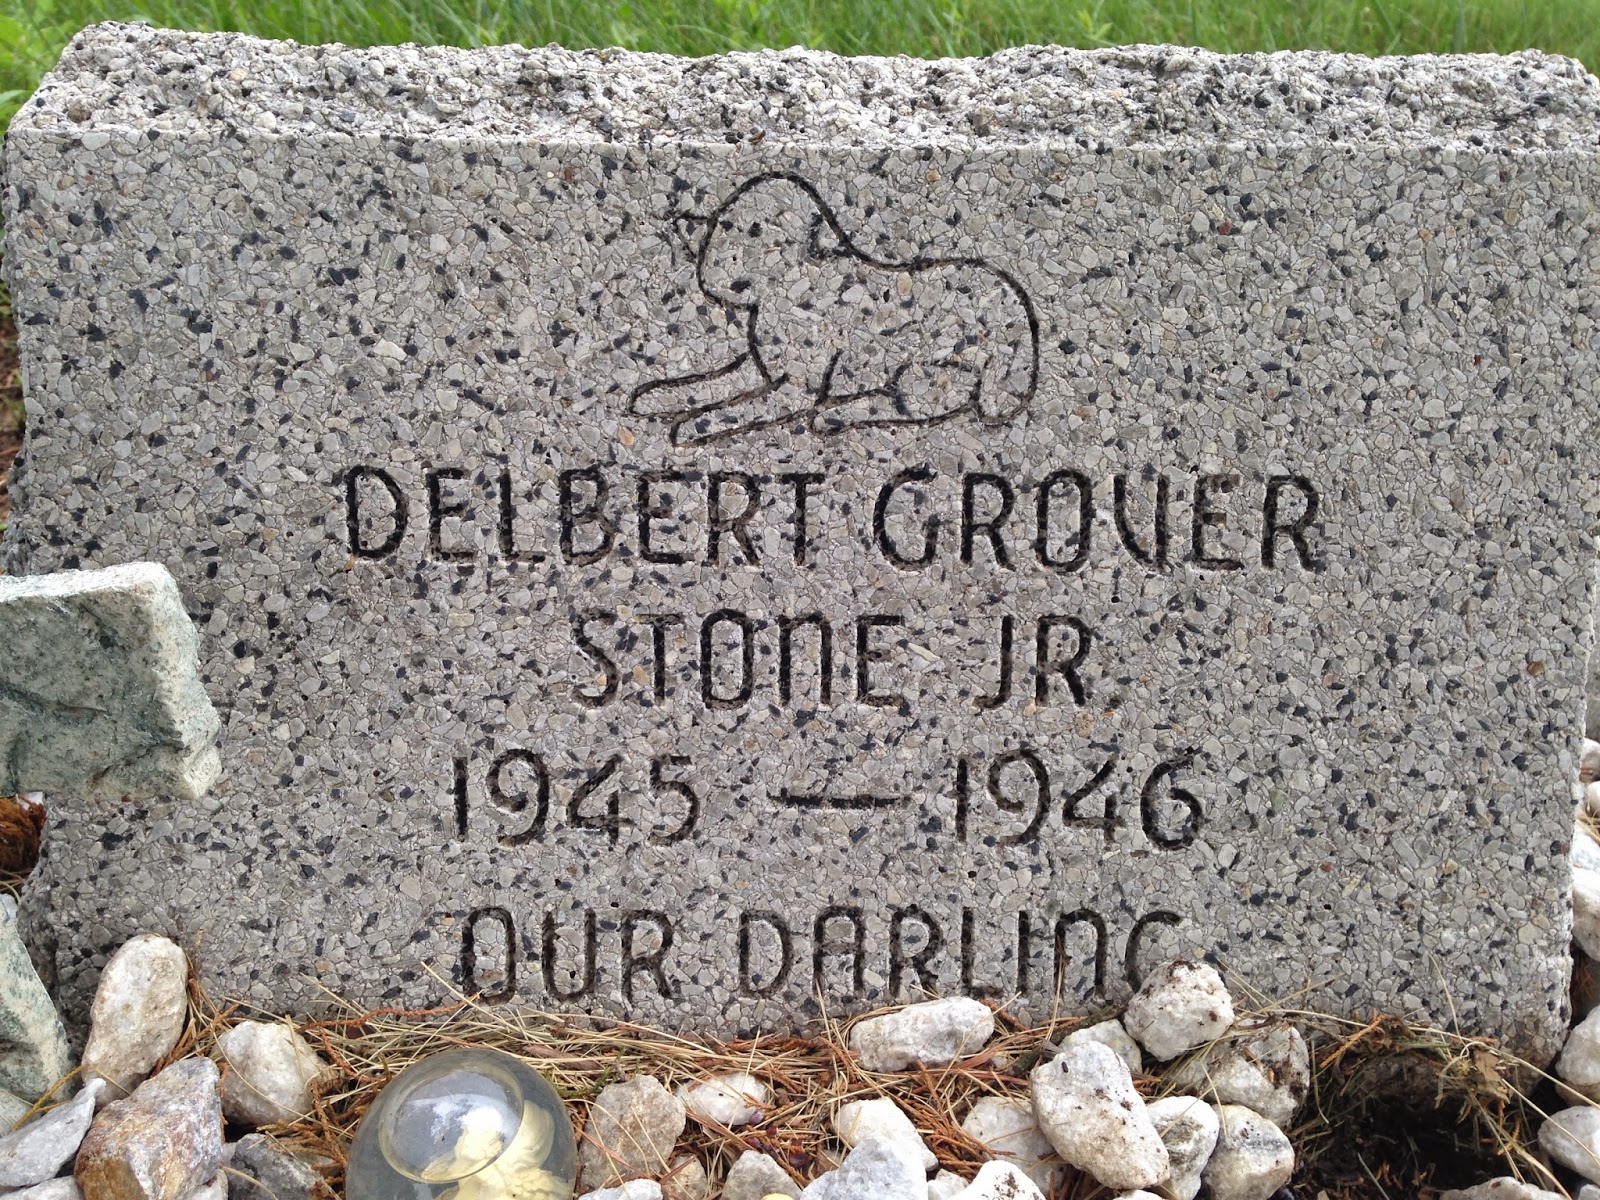 DELBERT GROVER
STONE JR.
1945 — 1946
OUR DARLING